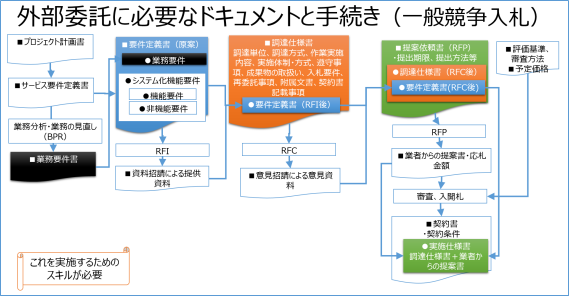 外部委託に必要なドキュメントと手続き（一般競争入札）
■プロジェクト計画書
■サービス要件定義書
業務分析・業務の見直し
（BPR）
■業務要件書
■要件定義書（原案）
●業務要件
●システム化機能要件
●機能要件
●非機能要件
RFI
■資料招請による提供
資料
■調達仕様書
調達単位、調達方式、作業実施
内容、実施体制・方式、遵守事
項、成果物の取扱い、入札要件、
再委託事項、附属文書、契約書
記載事項
●要件定義書（RFI後）
RFC
■意見招請による意見資
料
■提案依頼書（RFP）
・提出期限、提出方法等
●調達仕様書（RFC後）
●要件定義書(RFC後）
RFP
■業者からの提案書・応札
金額
審査、入開札
■契約書
・契約条件
●実施仕様書
調達仕様書＋業者か
らの提案書
■評価基準、
審査方法
■予定価格
これを実施するための
スキルが必要